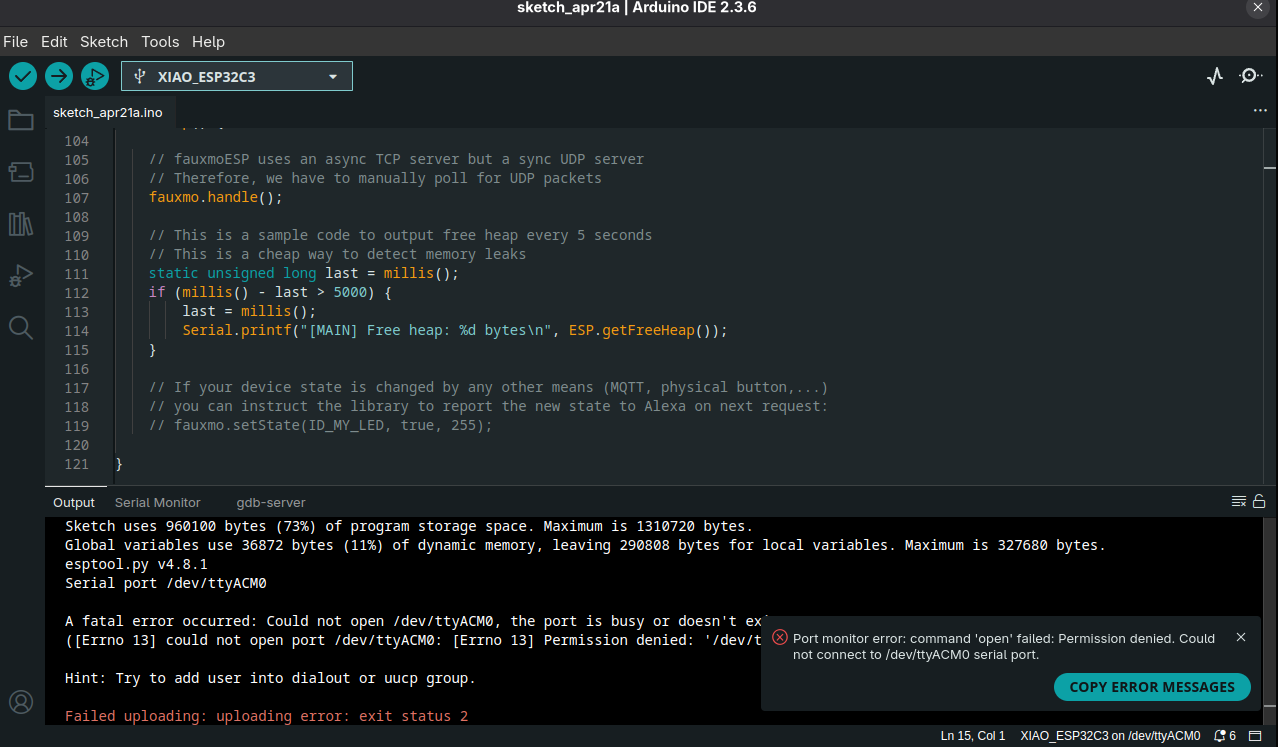 sketch_apr21a | Arduino IDE 2.3.6
File Edit Sketch Tools Help
XIAO_ESP32C3
sketch_apr21a.ino
104
105 // fauxmoESP uses an async TCP server but a sync UDP server
106 // Therefore, we have to manually poll for UDP packets
107 fauxmo.handle();
108
109 // This is a sample code to output free heap every 5 seconds
110 // This is a cheap way to detect memory leaks
111 static unsigned long last = millis();
112 if (millis() - last > 5000) {
113 last = millis();
114 Serial.printf("[MAIN] Free heap: %d bytes\n", ESP.getFreeHeap());
115 }
116
117 // If your device state is changed by any other means (MQTT, physical button,...)
118 // you can instruct the library to report the new state to Alexa on next request:
119 // fauxmo.setState(ID_MY_LED, true, 255);
120
121 }
Output Serial Monitor gdb-server
Sketch uses 960100 bytes (73%) of program storage space. Maximum is 1310720 bytes.
Global variables use 36872 bytes (11%) of dynamic memory, leaving 290808 bytes for local variables. Maximum is 327680 bytes.
esptool.py v4.8.1
Serial port /dev/ttyACM0
A fatal error occurred: Could not open /dev/ttyACM0, the port is busy or doesn't
([Errno 13] could not open port /dev/ttyACM0: [Errno 13] Permission denied: '/dev/t
Hint: Try to add user into dialout or uucp group.
Failed uploading: uploading error: exit status 2
Port monitor error: command 'open' failed: Permission denied. Could
not connect to /dev/ttyACM0 serial port.
COPY ERROR MESSAGES
Ln 15, Col 1 XIAO_ESP32C3 on /dev/ttyACM0 6